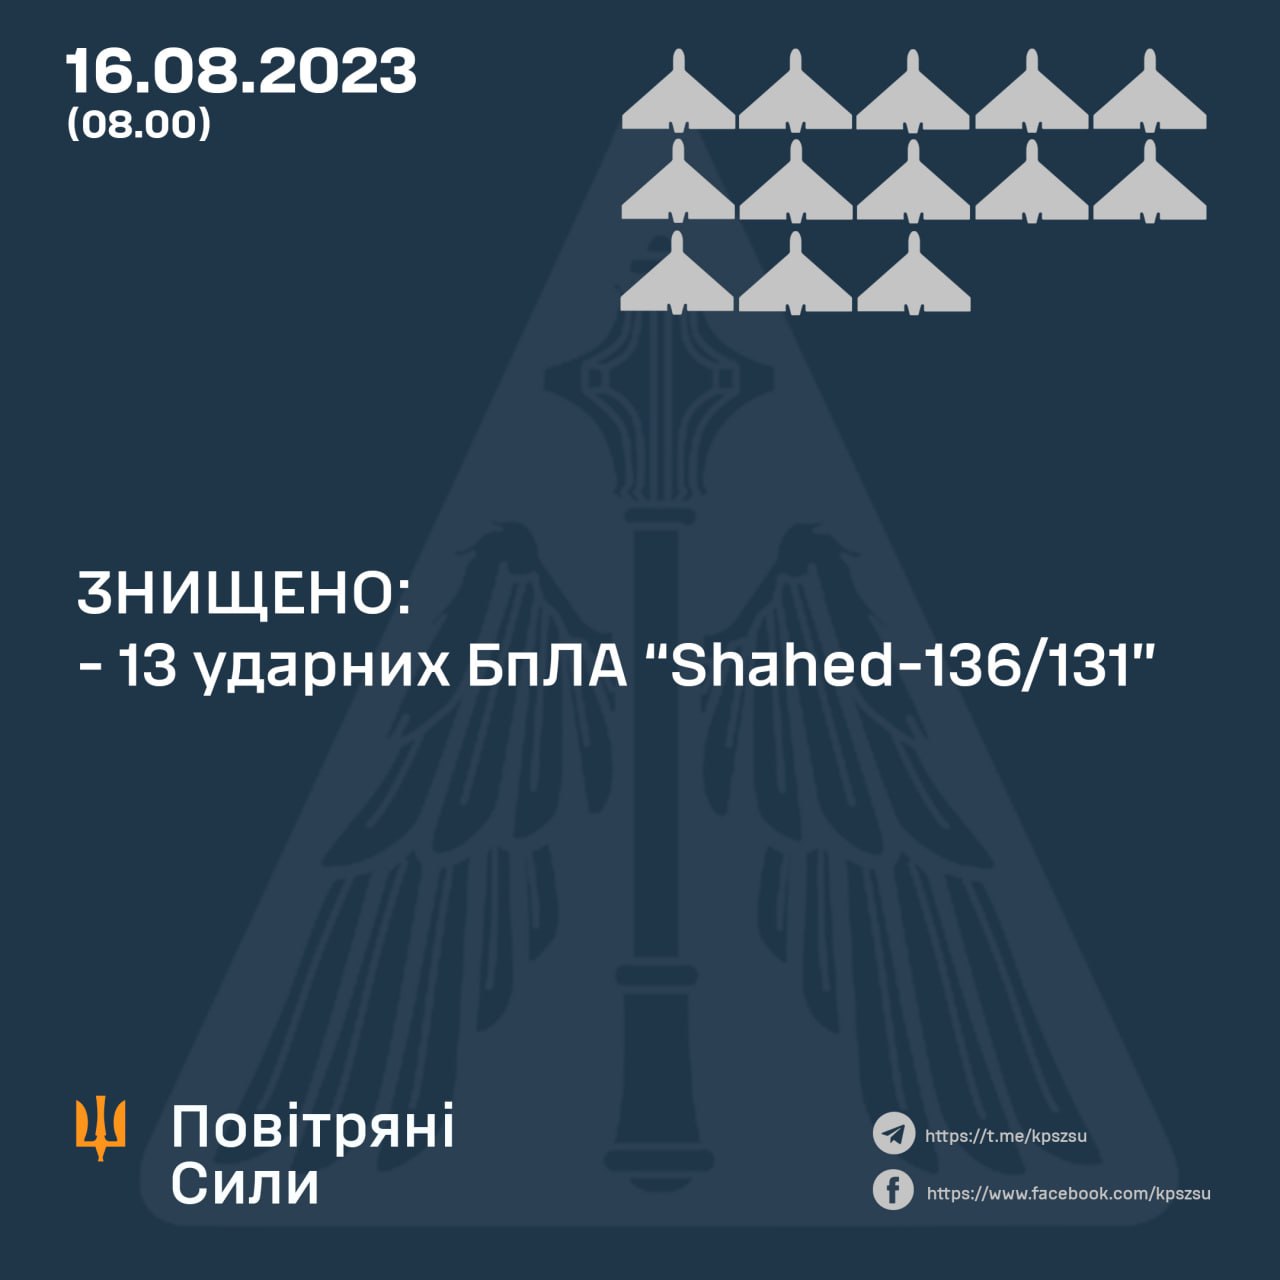 16.08.2023
(08.00)
ЗНИЩЕНО:
- 13 ударних БпЛА “Shahed-136/131”
Повітряні
Сили
https://t.me/kpszsu
https://www.facebook.com/kpszsu